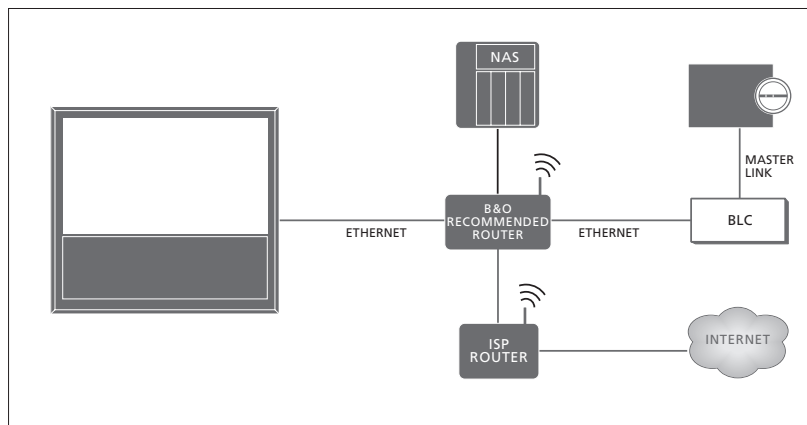 NAS
MASTER
LINK
B&O
RECOMMENDED
ROUTER
BLC
ETHERNET
ETHERNET
ISP
ROUTER
INTERNET